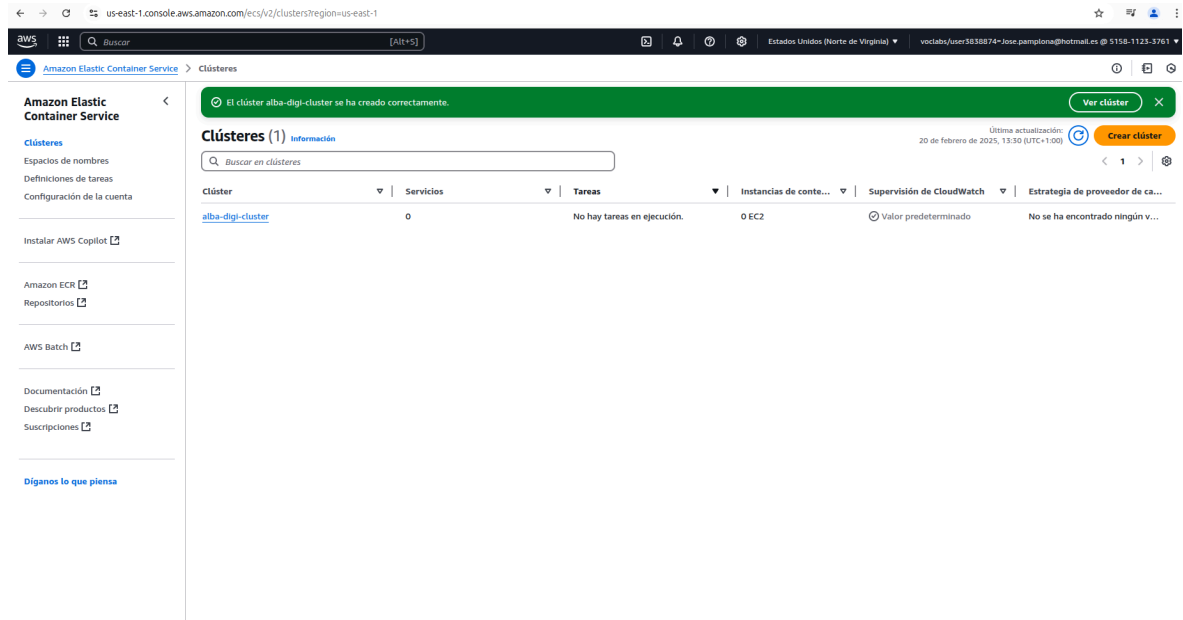 us-east-1.console.aws.amazon.com/ecs/v2/clusters?region=us-east-1
aws
Buscar
[Alt+S]
Estados Unidos (Norte de Virginia)
voclabs/user3838874=Jose.pamplona@hotmail.es @ 5158-1123-3761
Amazon Elastic Container Service > Clústeres
Amazon Elastic
Container Service
Clústeres
Espacios de nombres
Definiciones de tareas
Configuración de la cuenta
Instalar AWS Copilot
Amazon ECR
Repositorios
AWS Batch
Documentación
Descubrir productos
Suscripciones
Díganos lo que piensa
El clúster alba-digi-cluster se ha creado correctamente.
Ver clúster
Clústeres (1) Información
Última actualización:
20 de febrero de 2025, 13:30 (UTC+1:00)
Crear clúster
Buscar en clústeres
1
Clúster Servicios Tareas Instancias de conte... Supervisión de CloudWatch Estrategia de proveedor de ca...
alba-digi-cluster 0 No hay tareas en ejecución. 0 EC2 Valor predeterminado No se ha encontrado ningún v...